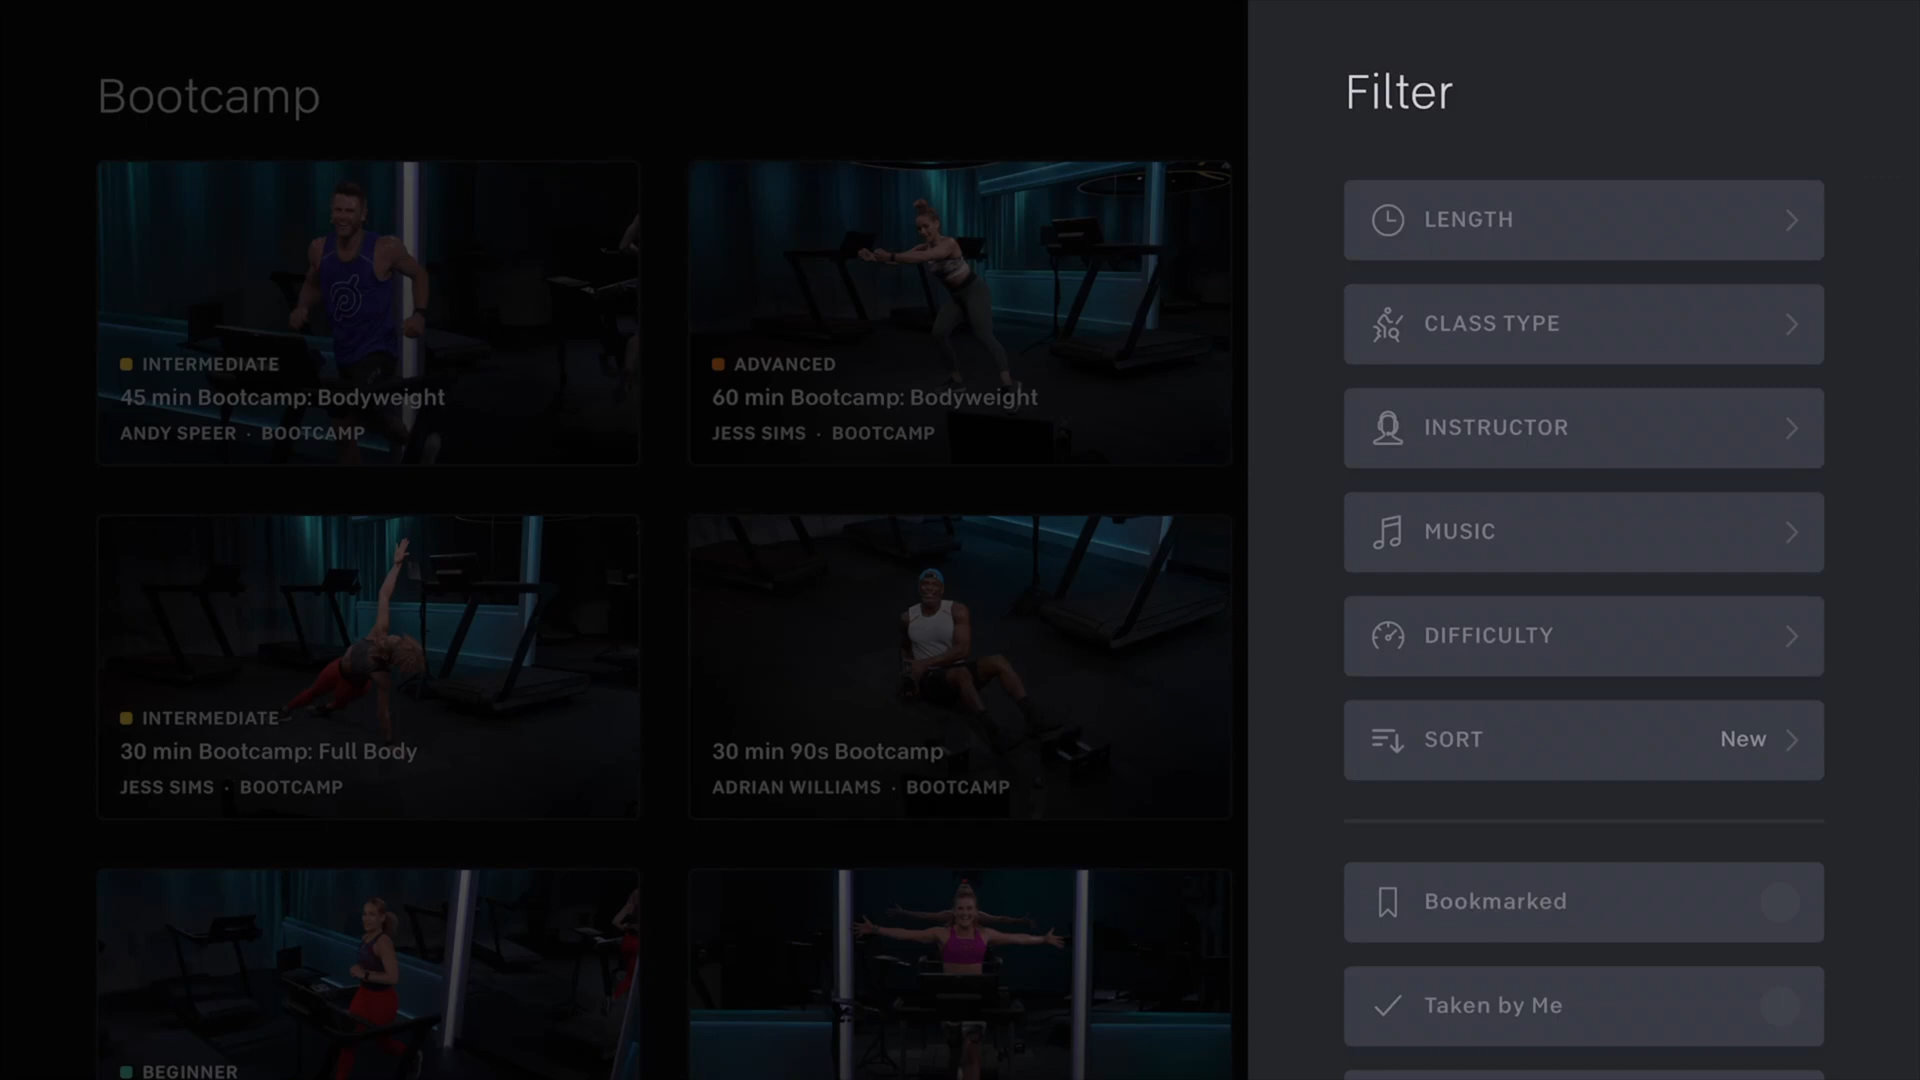 Bootcamp
INTERMEDIATE
45 min Bootcamp: Bodyweight
ANDY SPEER · BOOTCAMP
ADVANCED
60 min Bootcamp: Bodyweight
JESS SIMS · BOOTCAMP
INTERMEDIATE
30 min Bootcamp: Full Body
JESS SIMS · BOOTCAMP
30 min 90s Bootcamp
ADRIAN WILLIAMS · BOOTCAMP
BEGINNER
Filter
LENGTH
CLASS TYPE
INSTRUCTOR
MUSIC
DIFFICULTY
SORT New
Bookmarked
Taken by Me